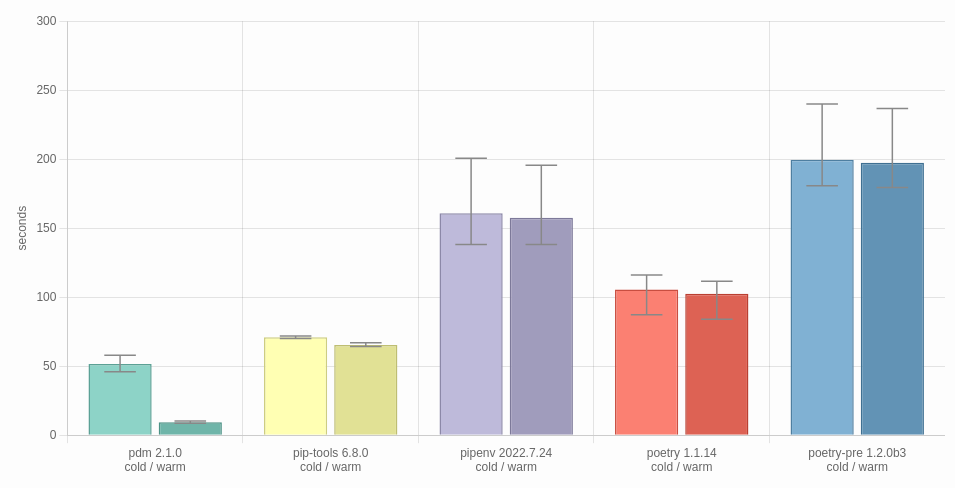 300
250
200
150
100
50
0
seconds
pdm 2.1.0
cold / warm
pip-tools 6.8.0
cold / warm
pipenv 2022.7.24
cold / warm
poetry 1.1.14
cold / warm
poetry-pre 1.2.0b3
cold / warm